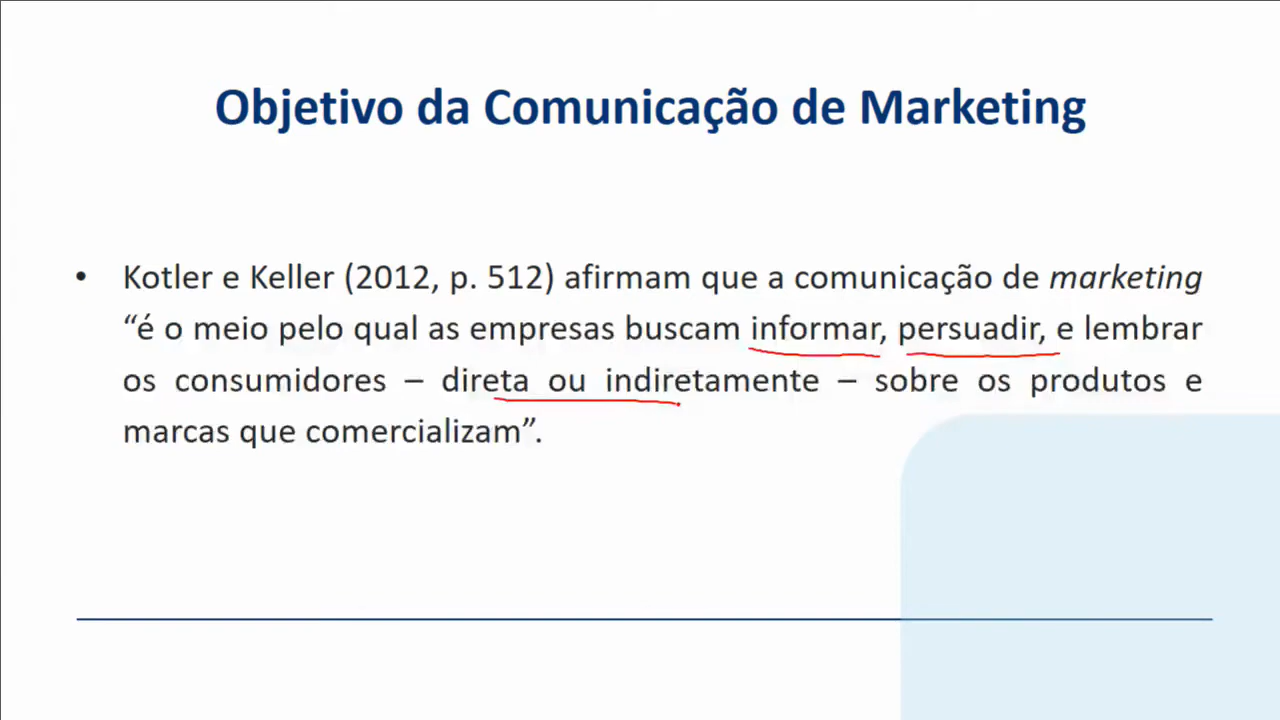 Objetivo da Comunicação de Marketing
• Kotler e Keller (2012, p. 512) afirmam que a comunicação de marketing
“é o meio pelo qual as empresas buscam informar, persuadir, e lembrar
os consumidores – direta ou indiretamente – sobre os produtos e
marcas que comercializam”.